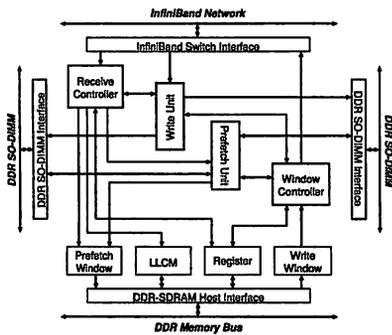 InfiniBand Network
InfiniBand Switch Interface
Receive
Controller
Write Unit
Prefetch Unit
Window
Controller
DDR SO-DIMM
DDR SO-DIMM Interface
DDR SO-DIMM Interface
DDR SO-DIMM
Prefetch
Window
LLCM
Register
Write
Window
DDR-SDRAM Host Interface
DDR Memory Bus